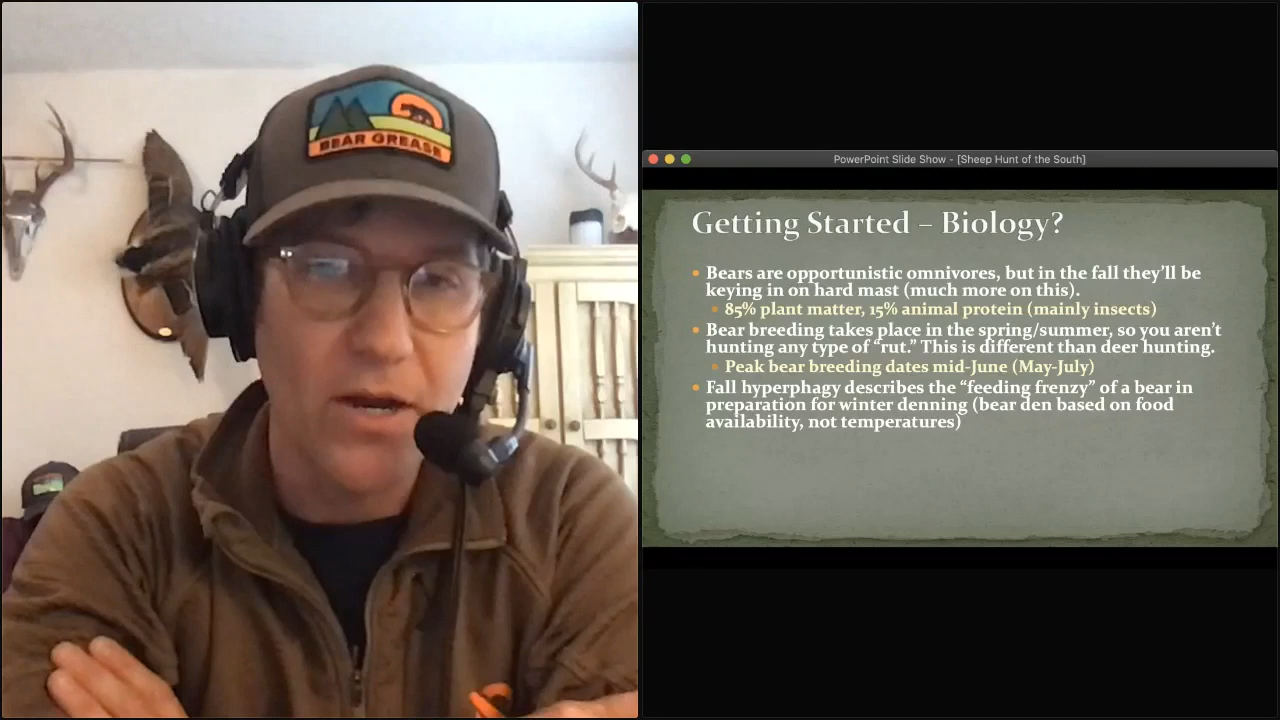 BEAR GREASE
PowerPoint Slide Show - [Sheep Hunt of the South]
Getting Started – Biology?
Bears are opportunistic omnivores, but in the fall they’ll be
keying in on hard mast (much more on this).
85% plant matter, 15% animal protein (mainly insects)
Bear breeding takes place in the spring/summer, so you aren’t
hunting any type of “rut.” This is different than deer hunting.
Peak bear breeding dates mid-June (May-July)
Fall hyperphagy describes the “feeding frenzy” of a bear in
preparation for winter denning (bear den based on food
availability, not temperatures)